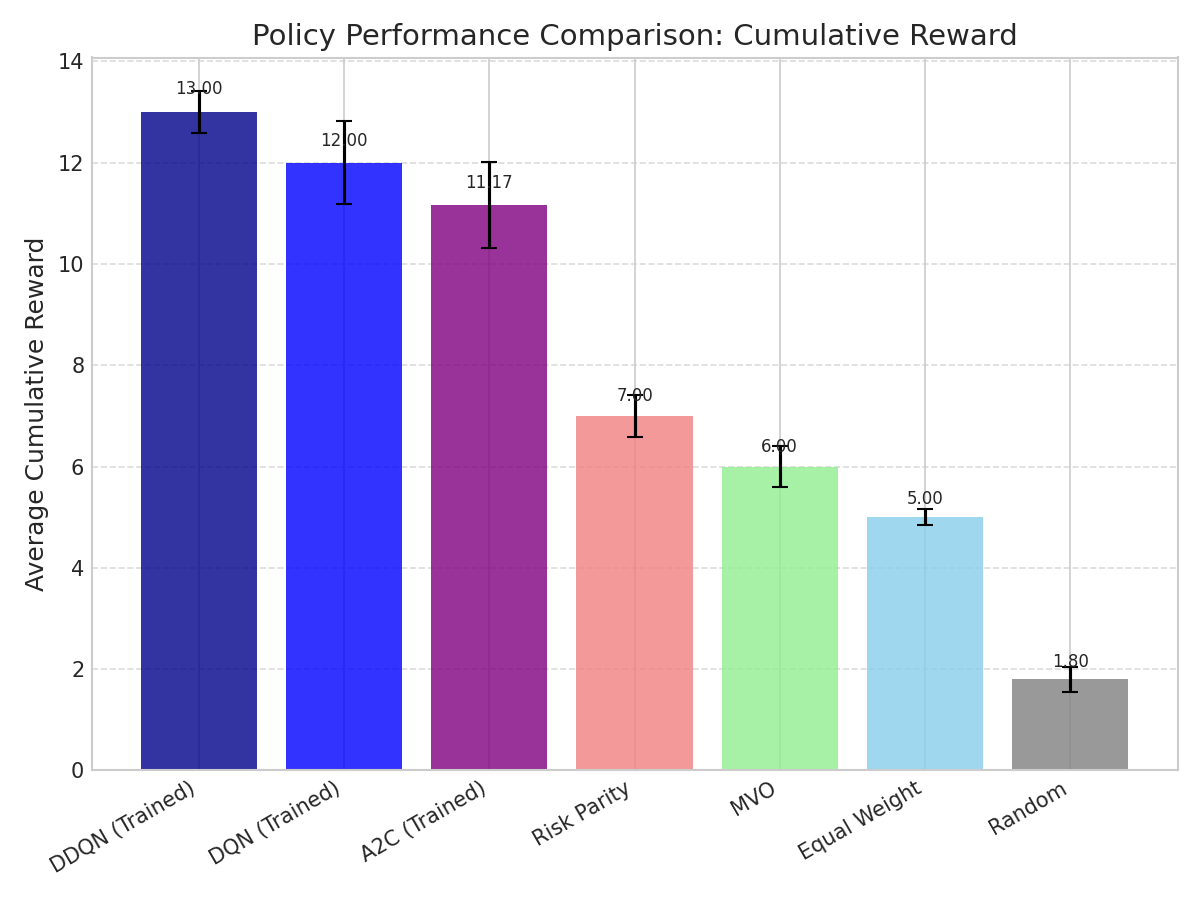 Policy Performance Comparison: Cumulative Reward
Average Cumulative Reward
14
12
10
8
6
4
2
0
13.00
12.00
11.17
7.00
6.00
5.00
1.80
DDQN (Trained)
DQN (Trained)
A2C (Trained)
Risk Parity
MVO
Equal Weight
Random